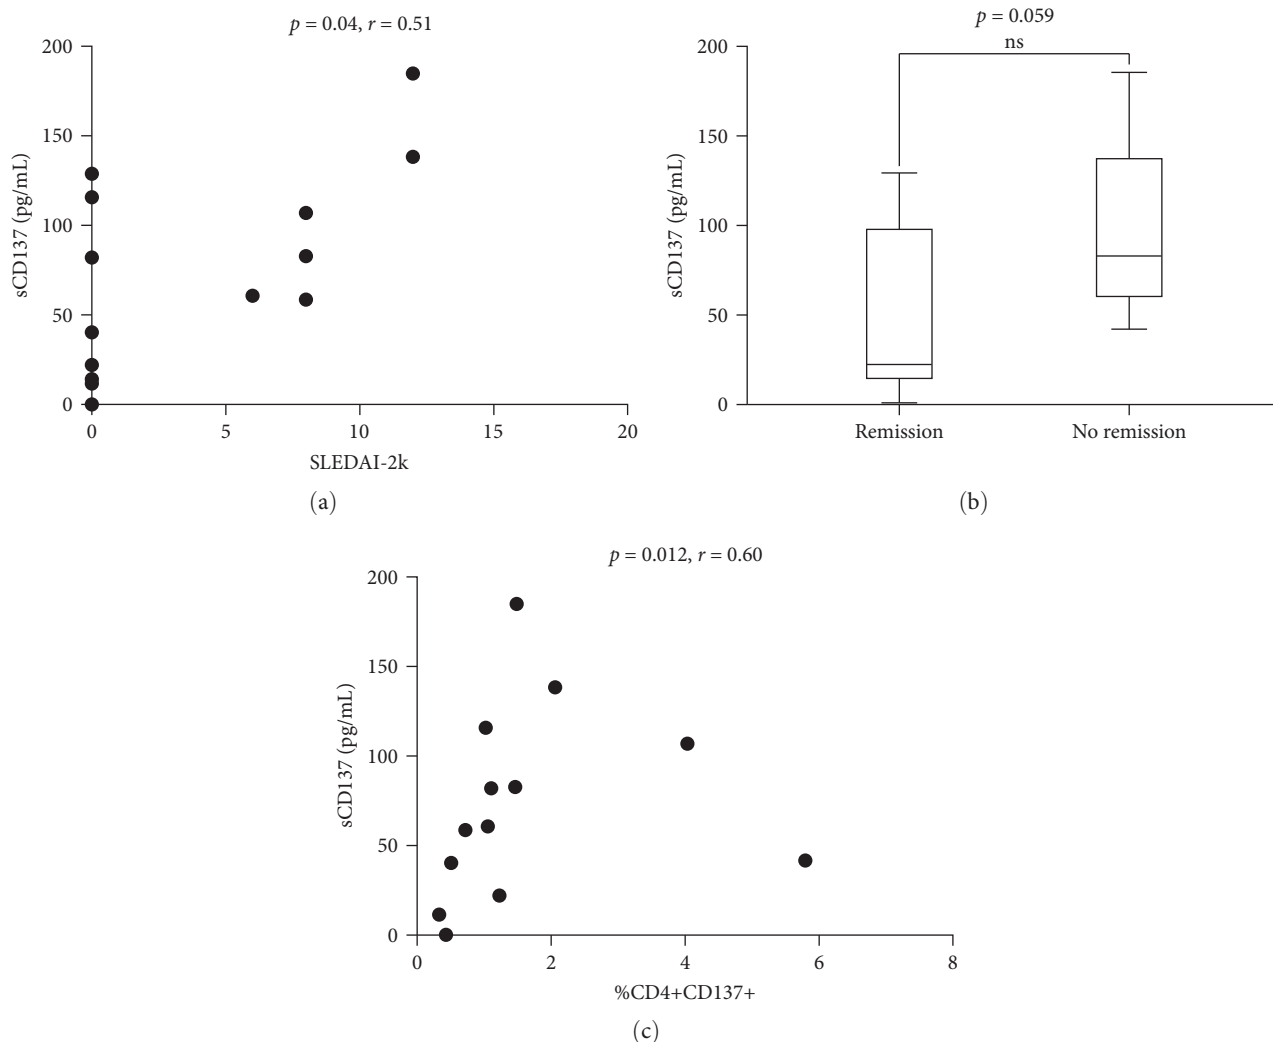 p = 0.04, r = 0.51
200
150
100
50
0
sCD137 (pg/mL)
0 5 10 15 20
SLEDAI-2k
(a)
p = 0.059
ns
200
150
100
50
0
sCD137 (pg/mL)
Remission No remission
(b)
p = 0.012, r = 0.60
200
150
100
50
0
sCD137 (pg/mL)
0 2 4 6 8
%CD4+CD137+
(c)